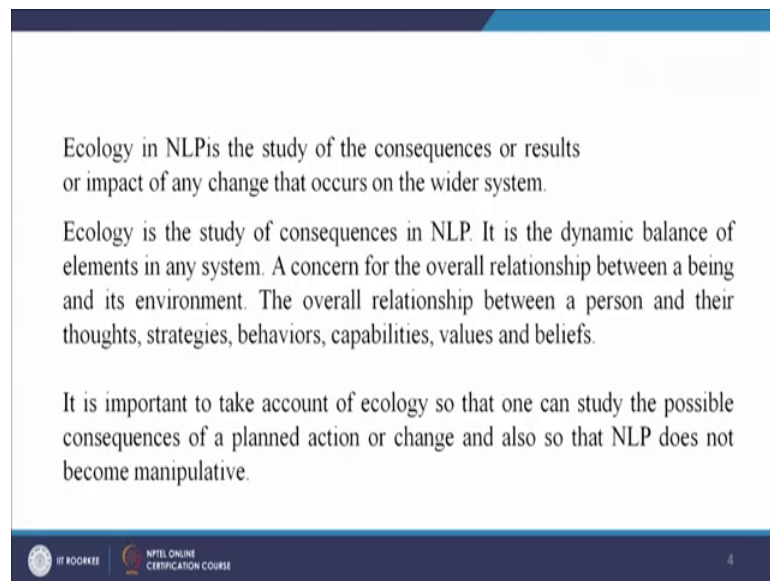 Ecology in NLPis the study of the consequences or results
or impact of any change that occurs on the wider system.
Ecology is the study of consequences in NLP. It is the dynamic balance of
elements in any system. A concern for the overall relationship between a being
and its environment. The overall relationship between a person and their
thoughts, strategies, behaviors, capabilities, values and beliefs.
It is important to take account of ecology so that one can study the possible
consequences of a planned action or change and also so that NLP does not
become manipulative.
IIT ROORKEE
NPTEL ONLINE
CERTIFICATION COURSE
4